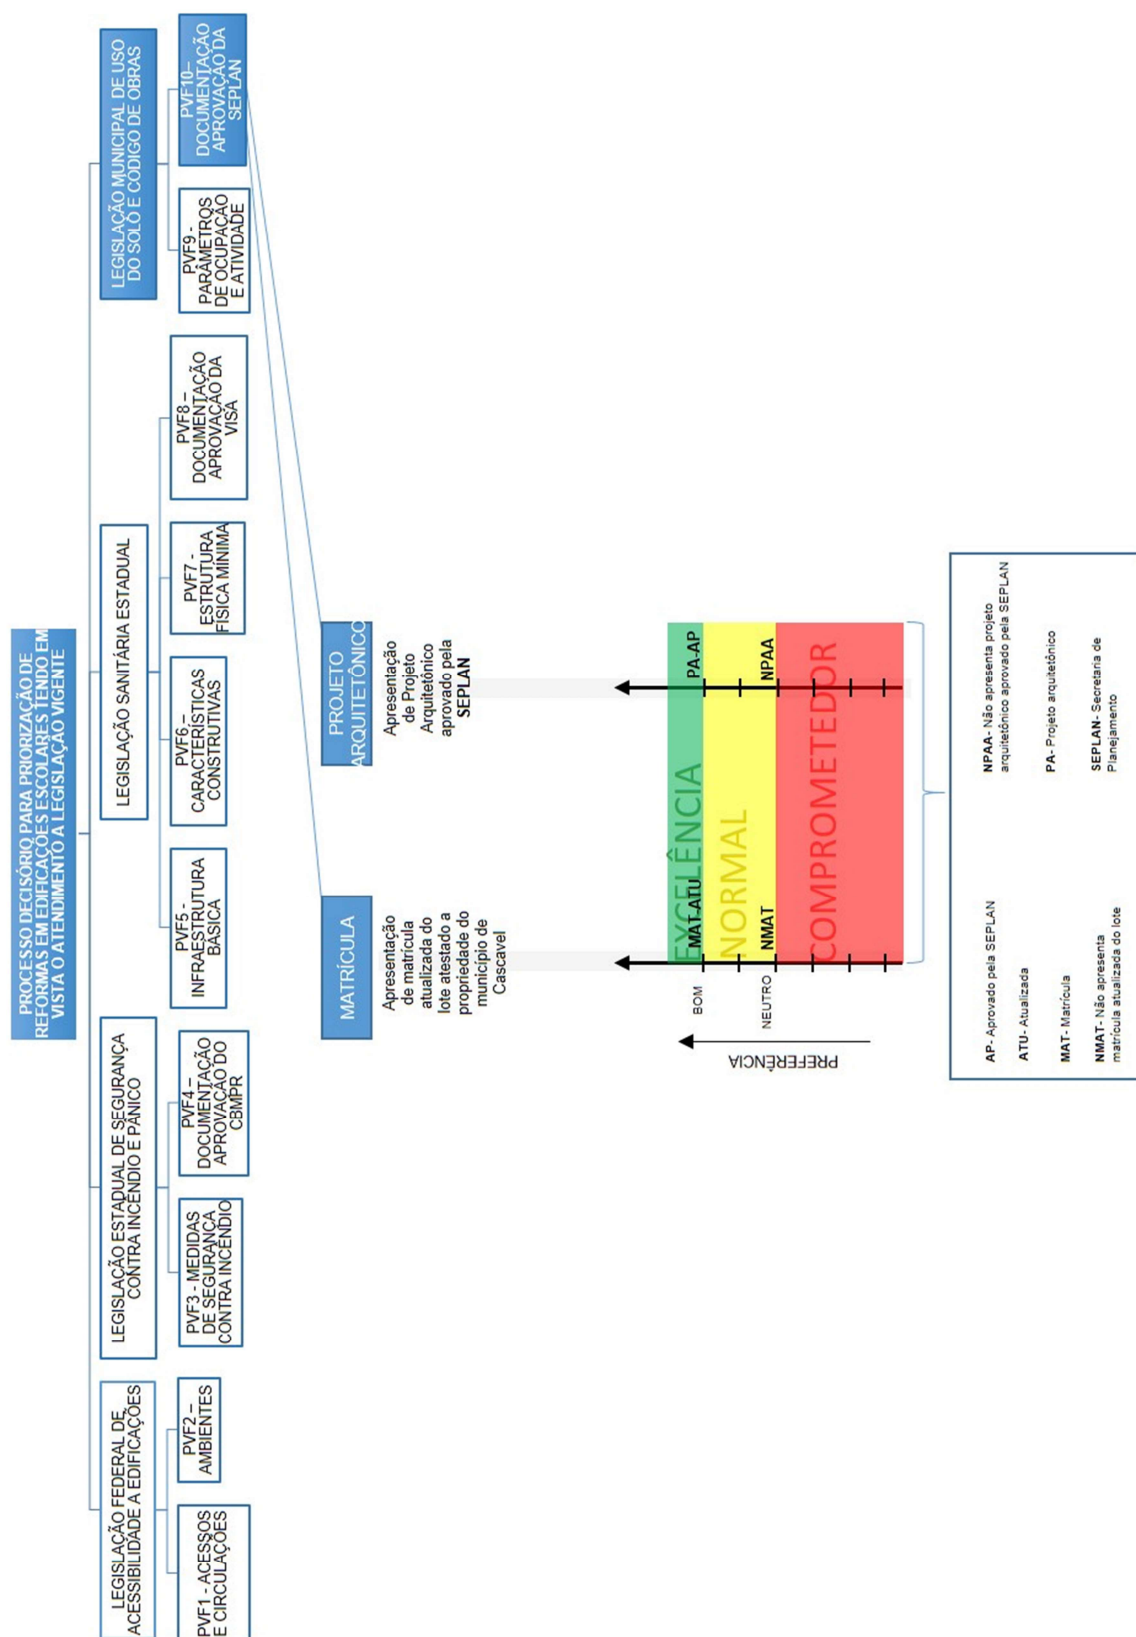 PROCESSO DECISÓRIO PARA PRIORIZAÇÃO DE
REFORMAS EM EDIFICAÇÕES ESCOLARES TENDO EM
VISTA O ATENDIMENTO A LEGISLAÇÃO VIGENTE
LEGISLAÇÃO FEDERAL DE
ACESSIBILIDADE A EDIFICAÇÕES
LEGISLAÇÃO ESTADUAL DE SEGURANÇA
CONTRA INCÊNDIO E PÂNICO
LEGISLAÇÃO SANITÁRIA ESTADUAL
LEGISLAÇÃO MUNICIPAL DE USO
DO SOLO E CODIGO DE OBRAS
PVF1 - ACESSOS
E CIRCULAÇÕES
PVF2 –
AMBIENTES
PVF3 - MEDIDAS
DE SEGURANÇA
CONTRA INCENDIO
PVF4 –
DOCUMENTAÇÃO
APROVAÇÃO DO
CBMPR
PVF5 -
INFRAESTRUTURA
BÁSICA
PVF6 –
CARACTERÍSTICAS
CONSTRUTIVAS
PVF7 -
ESTRUTURA
FÍSICA MÍNIMA
PVF8 –
DOCUMENTAÇÃO
APROVAÇÃO DA
VISA
PVF9 -
PARÂMETROS
DE OCUPAÇÃO
E ATIVIDADE
PVF10–
DOCUMENTAÇÃO
APROVAÇÃO DA
SEPLAN
MATRÍCULA
Apresentação
de matrícula
atualizada do
lote attestado a
propriedade do
município de
Cascavel
PROJETO
ARQUITETÔNICO
Apresentação
de Projeto
Arquitetônico
aprovado pela
SEPLAN
PREFERÊNCIA
BOM
NEUTRO
EXCELÊNCIA
MAT-ATU
PA-AP
NORMAL
NMAT
NPAA
COMPROMETEDOR
AP- Aprovado pela SEPLAN
ATU- Atualizada
MAT- Matrícula
NMAT- Não apresenta
matrícula atualizada do lote
NPAA- Não apresenta projeto
arquitetônico aprovado pela SEPLAN
PA- Projeto arquitetônico
SEPLAN- Secretaria de
Planejamento